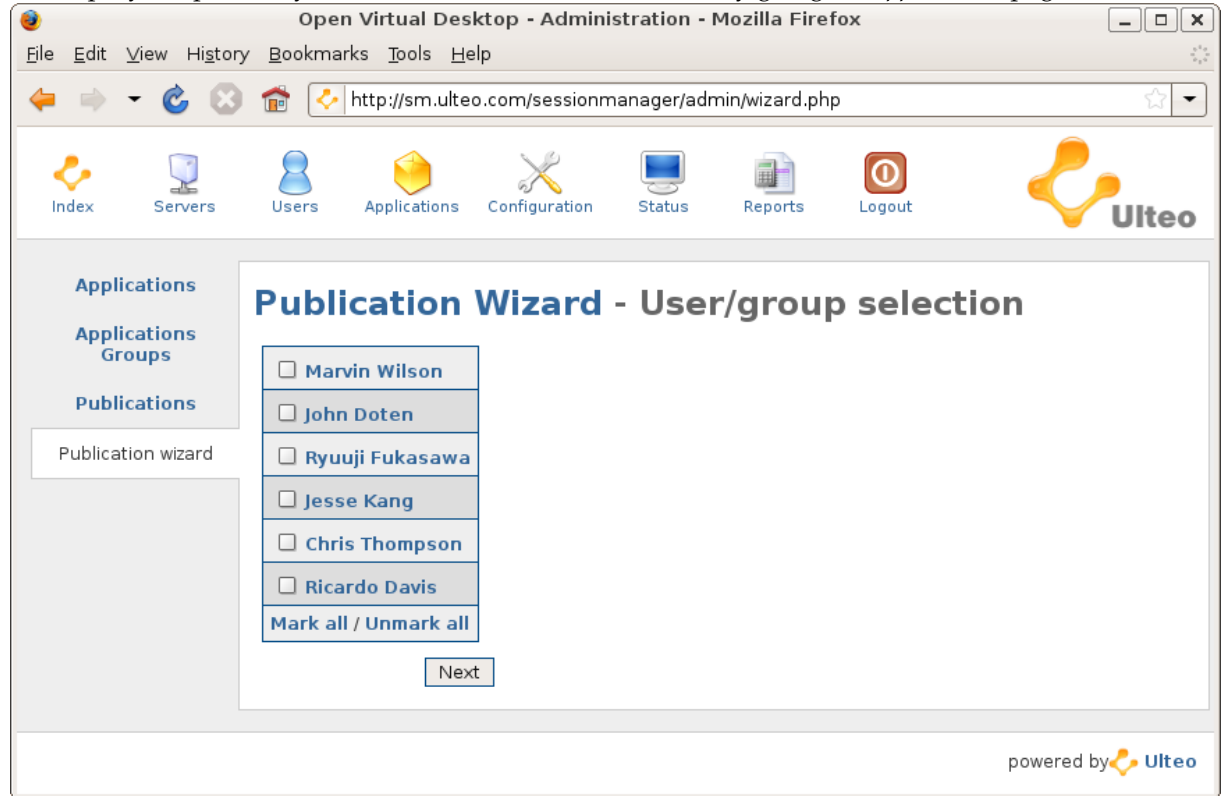 Open Virtual Desktop - Administration - Mozilla Firefox
File Edit View History Bookmarks Tools Help
http://sm.ulteo.com/sessionmanager/admin/wizard.php
Index Servers Users Applications Configuration Status Reports Logout
Ulteo
Applications
Applications
Groups
Publications
Publication wizard
Publication Wizard - User/group selection
Marvin Wilson
John Doten
Ryuuji Fukasawa
Jesse Kang
Chris Thompson
Ricardo Davis
Mark all / Unmark all
Next
powered by Ulteo